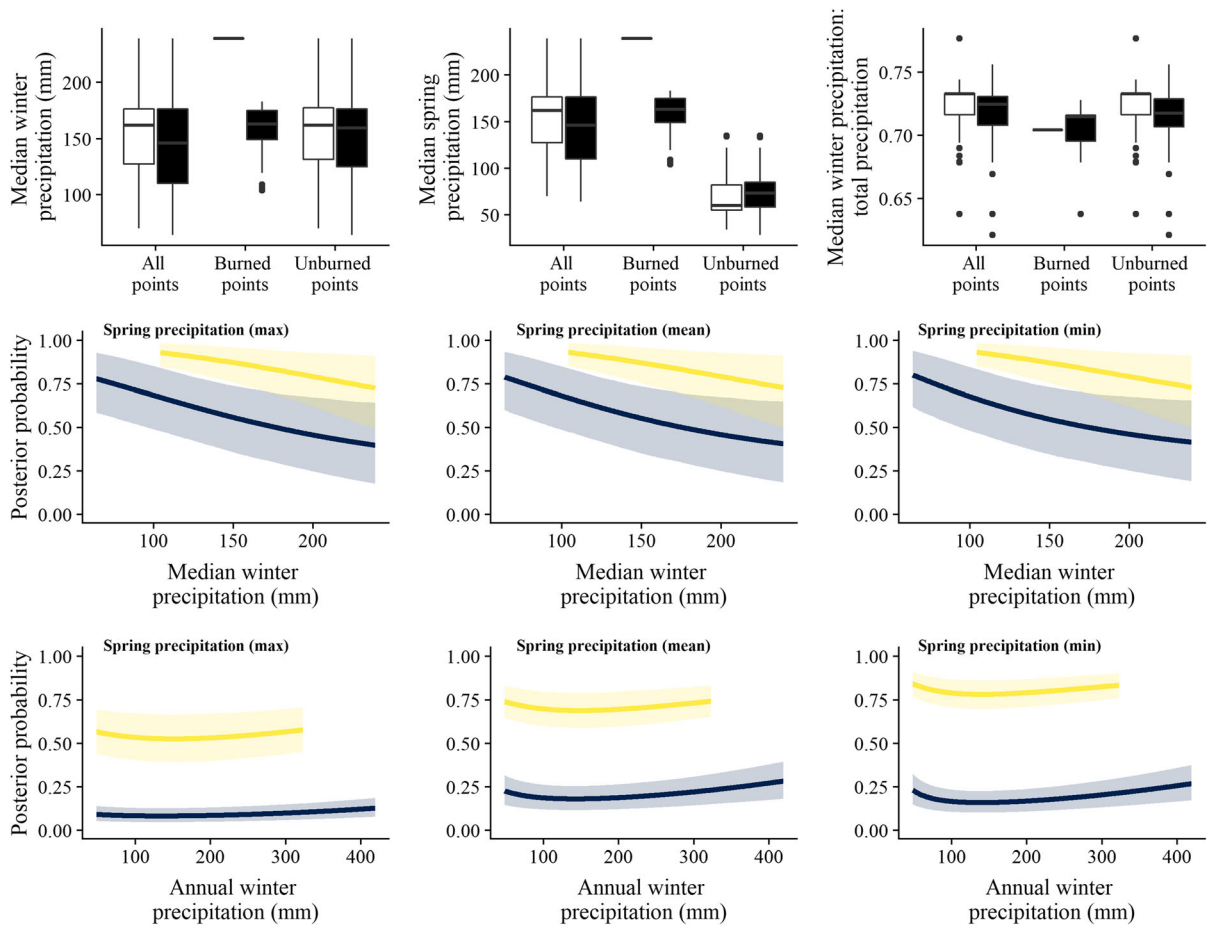 Median winter
precipitation (mm)
200
150
100
All
points
Burned
points
Unburned
points
Median spring
precipitation (mm)
200
150
100
50
All
points
Burned
points
Unburned
points
Median winter precipitation:
total precipitation
0.75
0.70
0.65
All
points
Burned
points
Unburned
points
Posterior probability
Spring precipitation (max)
1.00
0.75
0.50
0.25
0.00
100 150 200
Median winter
precipitation (mm)
Spring precipitation (mean)
1.00
0.75
0.50
0.25
0.00
100 150 200
Median winter
precipitation (mm)
Spring precipitation (min)
1.00
0.75
0.50
0.25
0.00
100 150 200
Median winter
precipitation (mm)
Posterior probability
Spring precipitation (max)
1.00
0.75
0.50
0.25
0.00
100 200 300 400
Annual winter
precipitation (mm)
Spring precipitation (mean)
1.00
0.75
0.50
0.25
0.00
100 200 300 400
Annual winter
precipitation (mm)
Spring precipitation (min)
1.00
0.75
0.50
0.25
0.00
100 200 300 400
Annual winter
precipitation (mm)